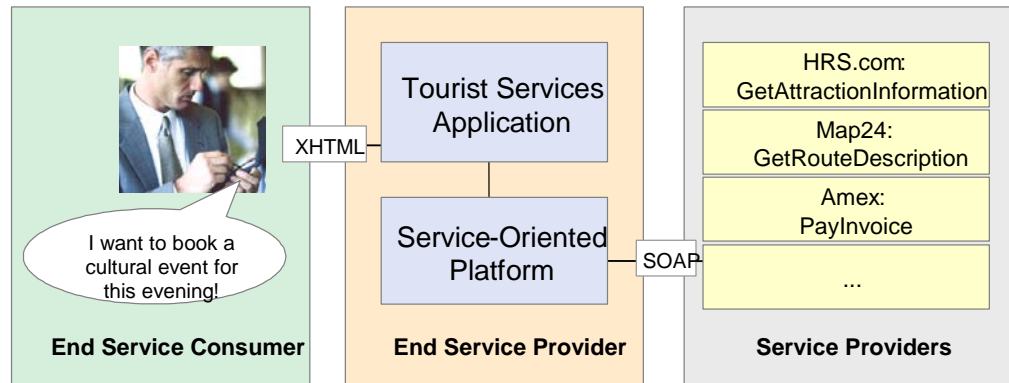 I want to book a
cultural event for
this evening!
End Service Consumer
XHTML
Tourist Services
Application
Service-Oriented
Platform
End Service Provider
SOAP
HRS.com:
GetAttractionInformation
Map24:
GetRouteDescription
Amex:
PayInvoice
...
Service Providers